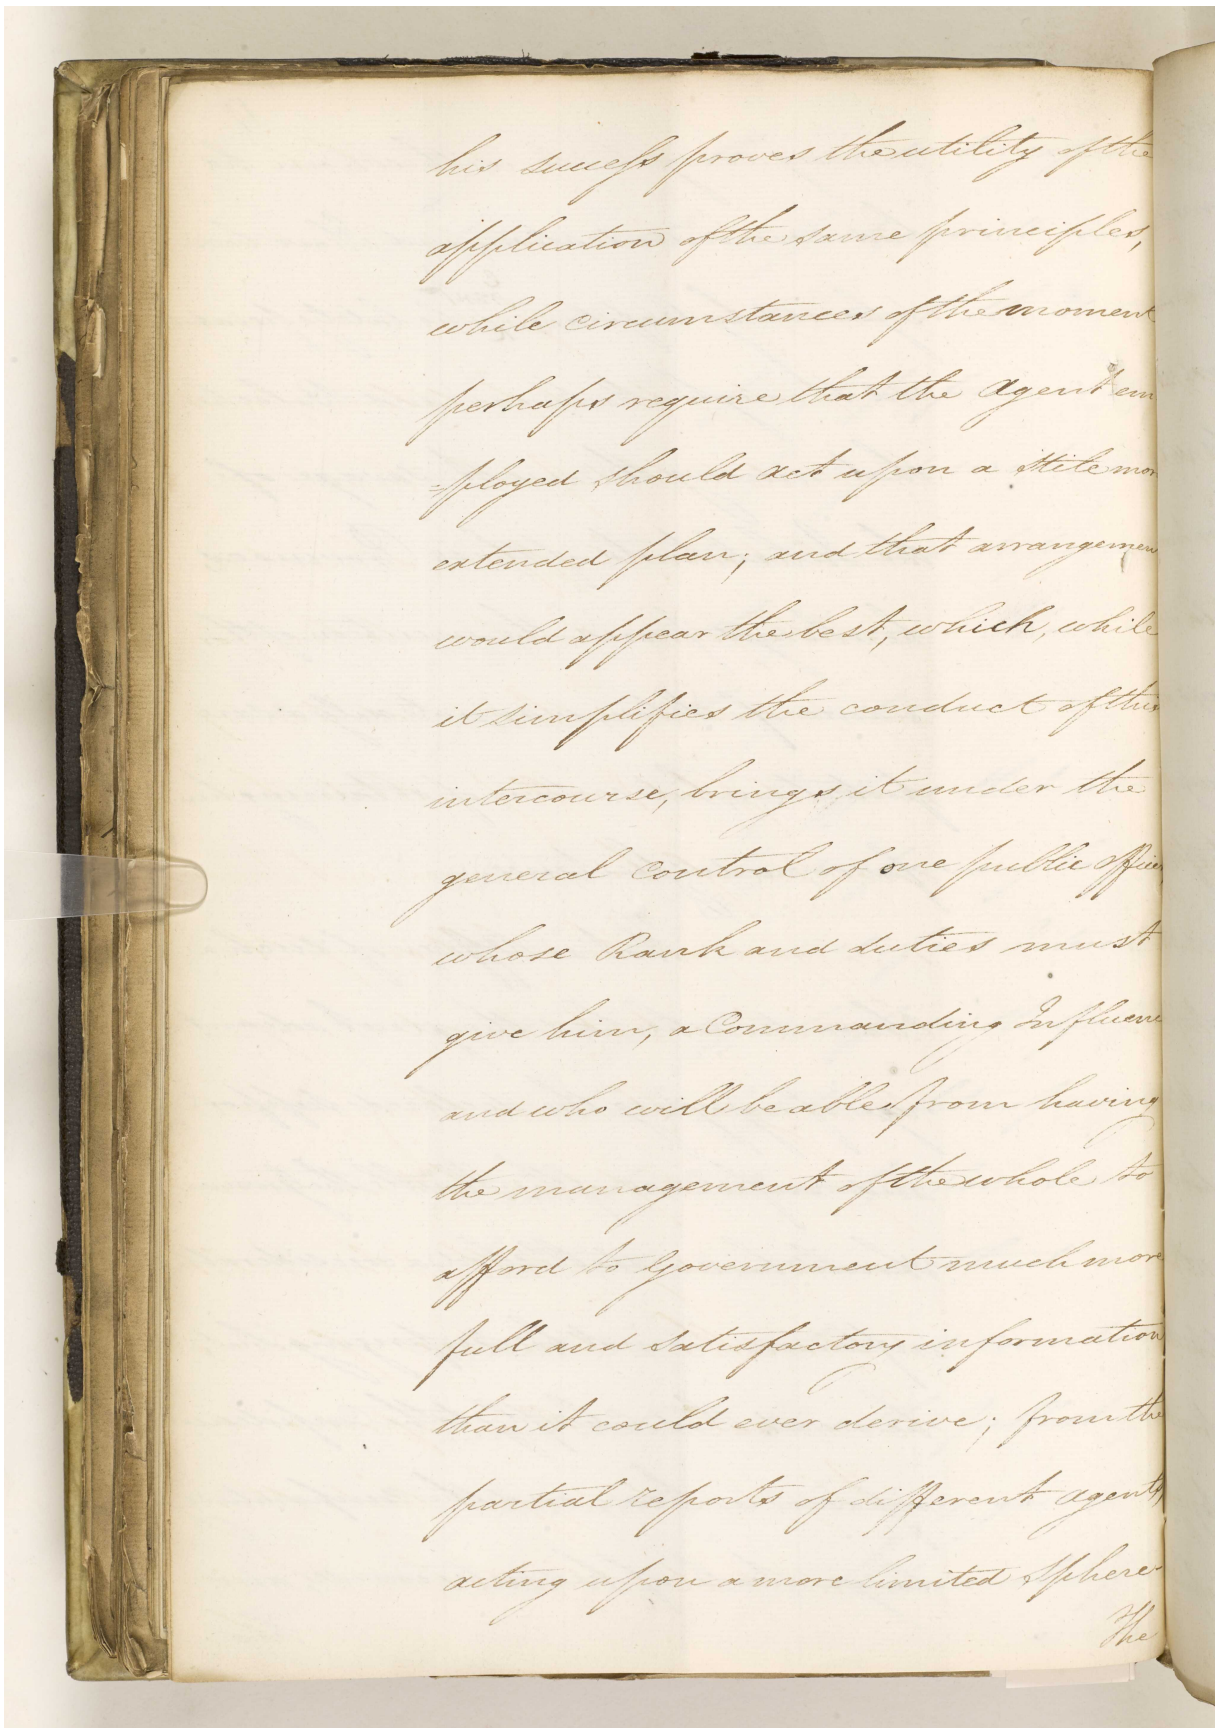 his success proves the utility of the
application of the same principles,
while circumstances of the moment
perhaps require that the Agent em
=ployed should act upon a stile mor
extended plan; and that arrangemen
would appear the best, which, while
it simplifies the conduct of this
intercourse, brings it under the
general Control of one public Officer
whose Rank and duties must
give him, a Commanding Influenc
and who will be able from having
the management of the whole to
afford to Government much more
full and satisfactory information
than it could ever derive; from the
partial reports of different agents,
acting upon a more limited Sphere
The